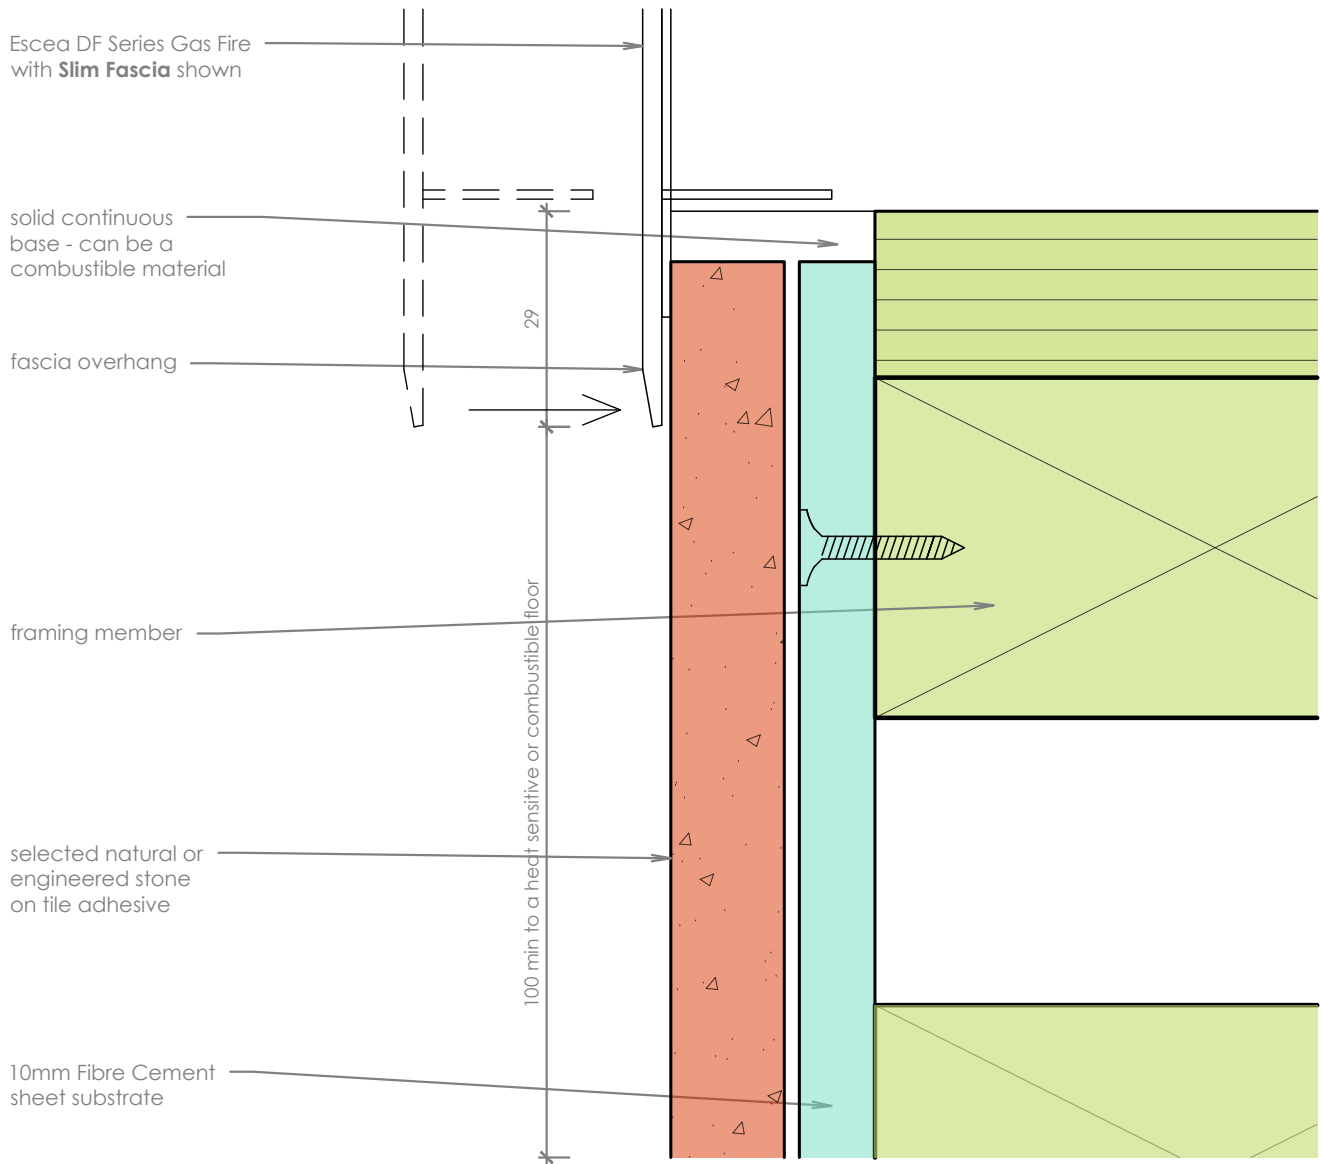 Escea DF Series Gas Fire
with Slim Fascia shown
solid continuous
base - can be a
combustible material
29
fascia overhang
framing member
100 min to a heat sensitive or combustible floor
selected natural or
engineered stone
on tile adhesive
10mm Fibre Cement
sheet substrate